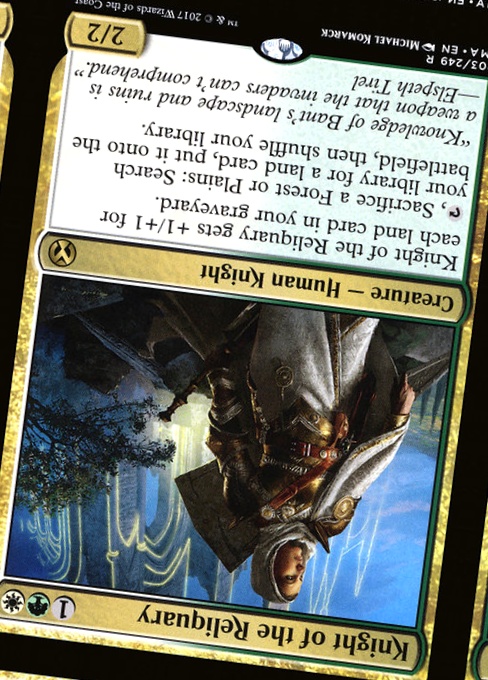 Knight of the Reliquary
1
Creature — Human Knight
Knight of the Reliquary gets +1/+1 for
each land card in your graveyard.
, Sacrifice a Forest or Plains: Search
your library for a land card, put it onto the
battlefield, then shuffle your library.
"Knowledge of Bant's landscape and ruins is
a weapon that the invaders can't comprehend."
—Elspeth Tirel
2/2
03/249 R
MA • EN MICHAEL KOMARCK
™ & © 2017 Wizards of the Coast